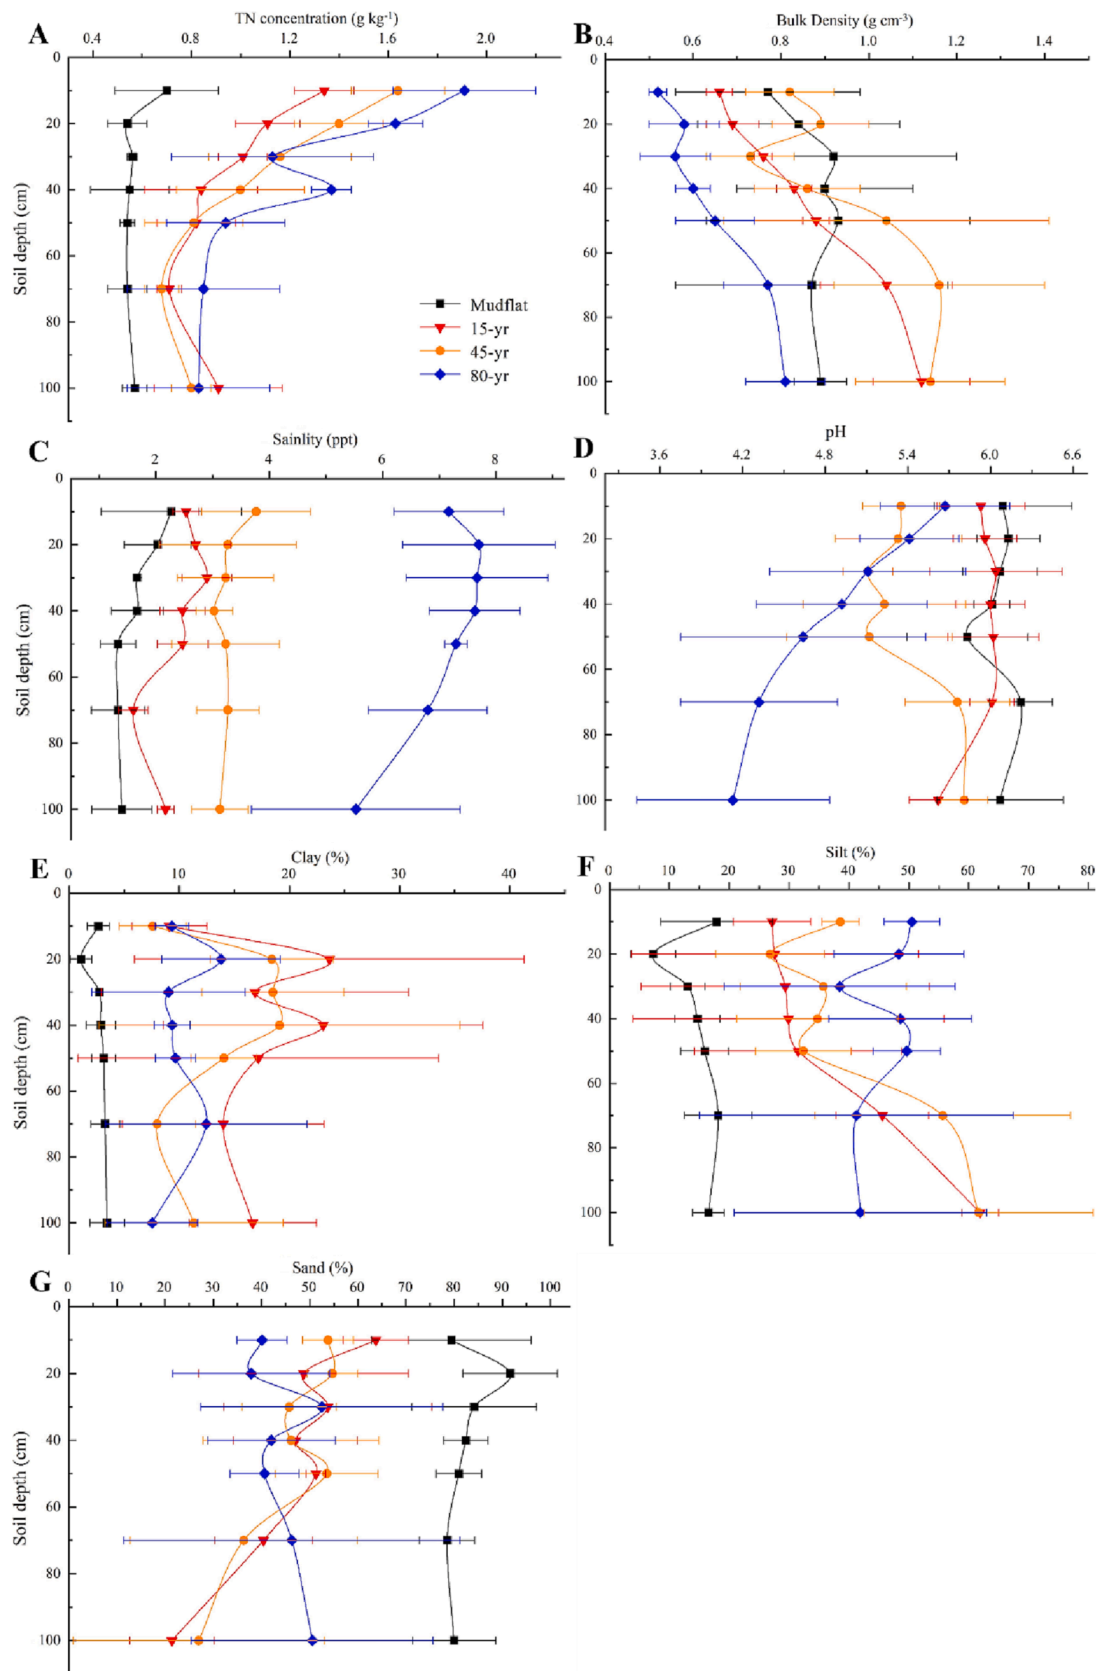 A
TN concentration (g kg-1)
0.4 0.8 1.2 1.6 2.0
0
20
40
60
80
100
Soil depth (cm)
Mudflat
15-yr
45-yr
80-yr
B
Bulk Density (g cm-3)
0.4 0.6 0.8 1.0 1.2 1.4
0
20
40
60
80
100
C
Sainlity (ppt)
2 4 6 8
0
20
40
60
80
100
Soil depth (cm)
D
pH
3.6 4.2 4.8 5.4 6.0 6.6
0
20
40
60
80
100
E
Clay (%)
0 10 20 30 40
0
20
40
60
80
100
Soil depth (cm)
F
Silt (%)
0 10 20 30 40 50 60 70 80
0
20
40
60
80
100
G
Sand (%)
0 10 20 30 40 50 60 70 80 90 100
0
20
40
60
80
100
Soil depth (cm)